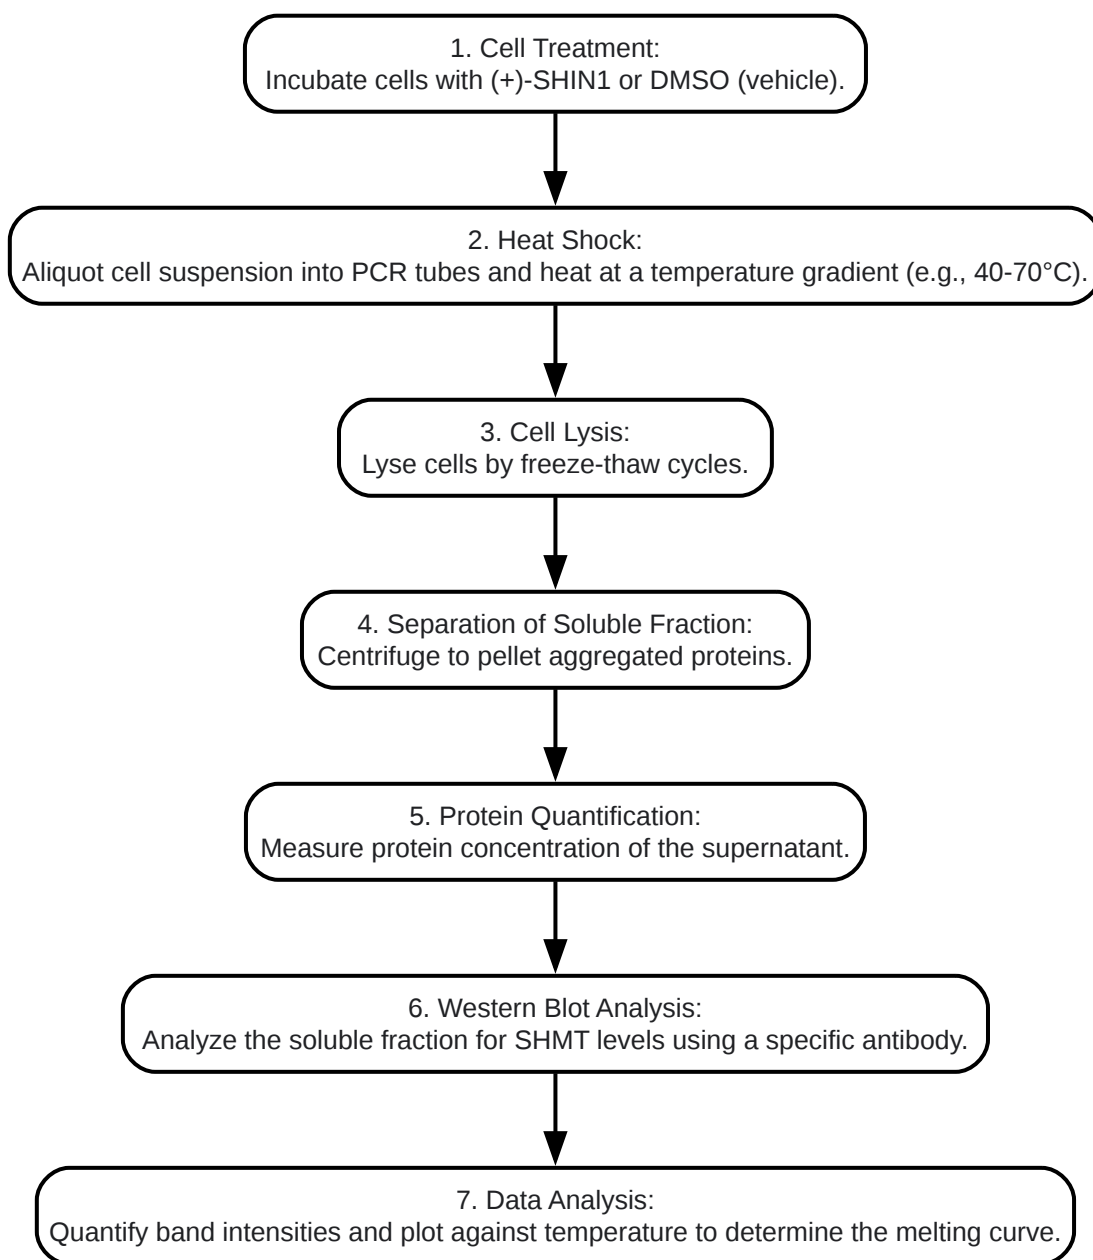 1. Cell Treatment:
Incubate cells with (+)-SHIN1 or DMSO (vehicle).
2. Heat Shock:
Aliquot cell suspension into PCR tubes and heat at a temperature gradient (e.g., 40-70°C).
3. Cell Lysis:
Lyse cells by freeze-thaw cycles.
4. Separation of Soluble Fraction:
Centrifuge to pellet aggregated proteins.
5. Protein Quantification:
Measure protein concentration of the supernatant.
6. Western Blot Analysis:
Analyze the soluble fraction for SHMT levels using a specific antibody.
7. Data Analysis:
Quantify band intensities and plot against temperature to determine the melting curve.